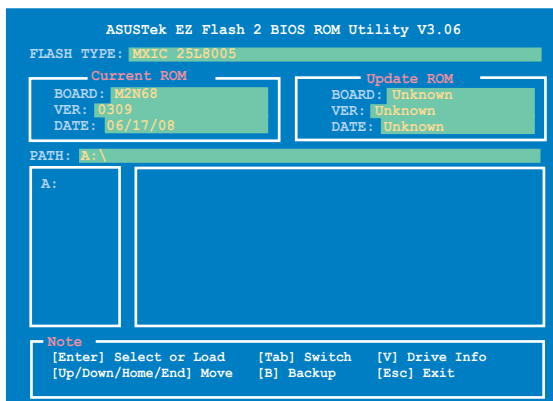 ASUSTek EZ Flash 2 BIOS ROM Utility V3.06
FLASH TYPE: MXIC 25L8005
Current ROM
BOARD: M2N68
VER: 0309
DATE: 06/17/08
Update ROM
BOARD: Unknown
VER: Unknown
DATE: Unknown
PATH: A:\
A:
Note
[Enter] Select or Load [Tab] Switch [V] Drive Info
[Up/Down/Home/End] Move [B] Backup [Esc] Exit